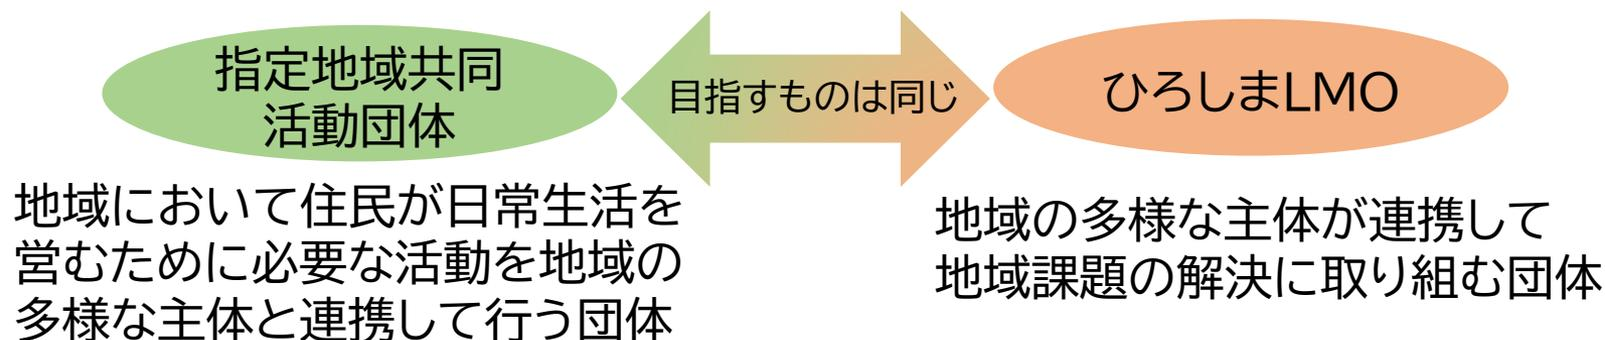 指定地域共同
活動団体
目指すものは同じ
ひろしまLMO
地域において住民が日常生活を
営むために必要な活動を地域の
多様な主体と連携して行う団体
地域の多様な主体が連携して
地域課題の解決に取り組む団体